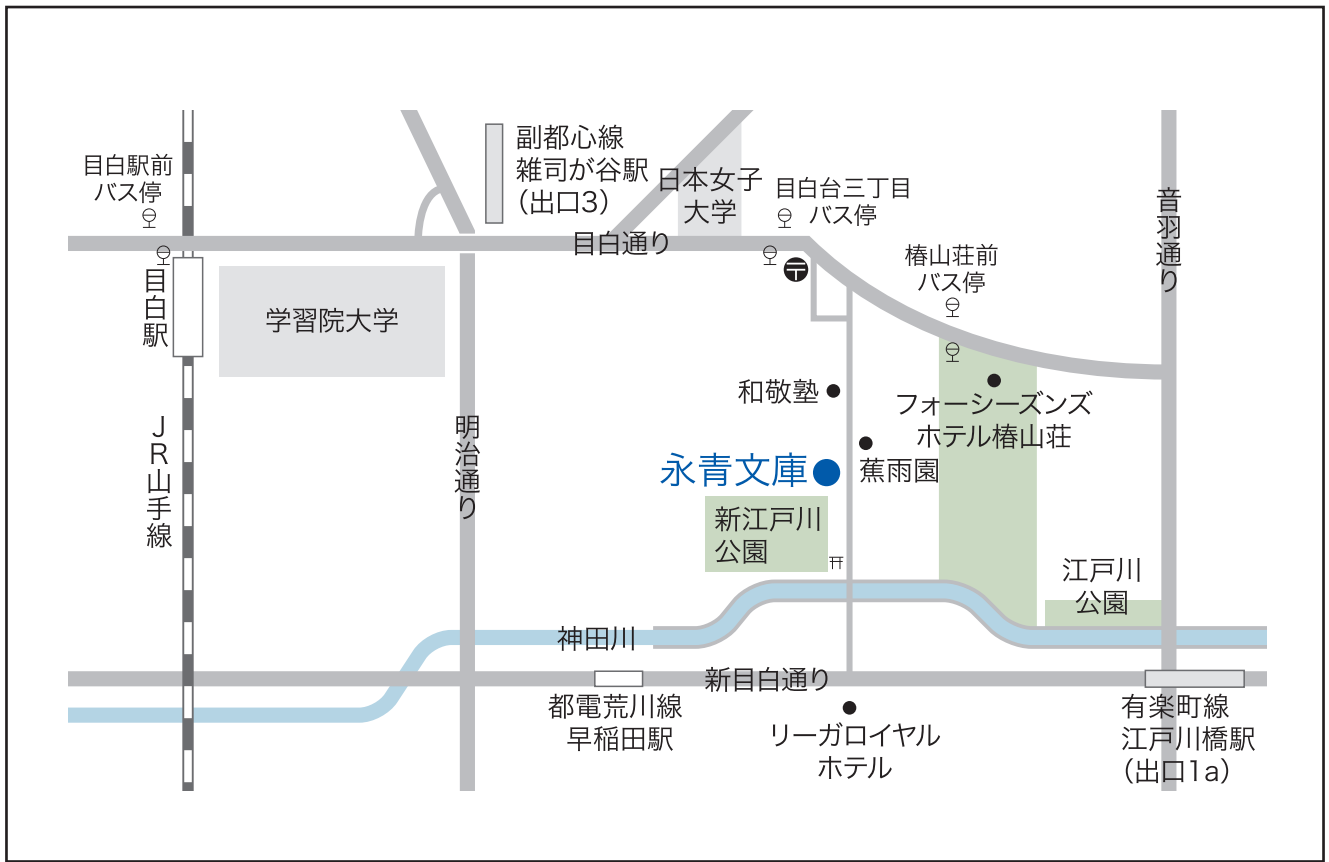 目白駅前
バス停
副都心線
雑司が谷駅
（出口3）
日本女子
大学
目白台三丁目
バス停
音羽通り
目白通り
椿山荘前
バス停
〒
目白駅
学習院大学
和敬塾
フォーシーズンズ
ホテル椿山荘
JR山手線
明治通り
永青文庫
蕉雨園
新江戸川
公園
江戸川
公園
神田川
新目白通り
都電荒川線
早稲田駅
リーガロイヤル
ホテル
有楽町線
江戸川橋駅
（出口1a）